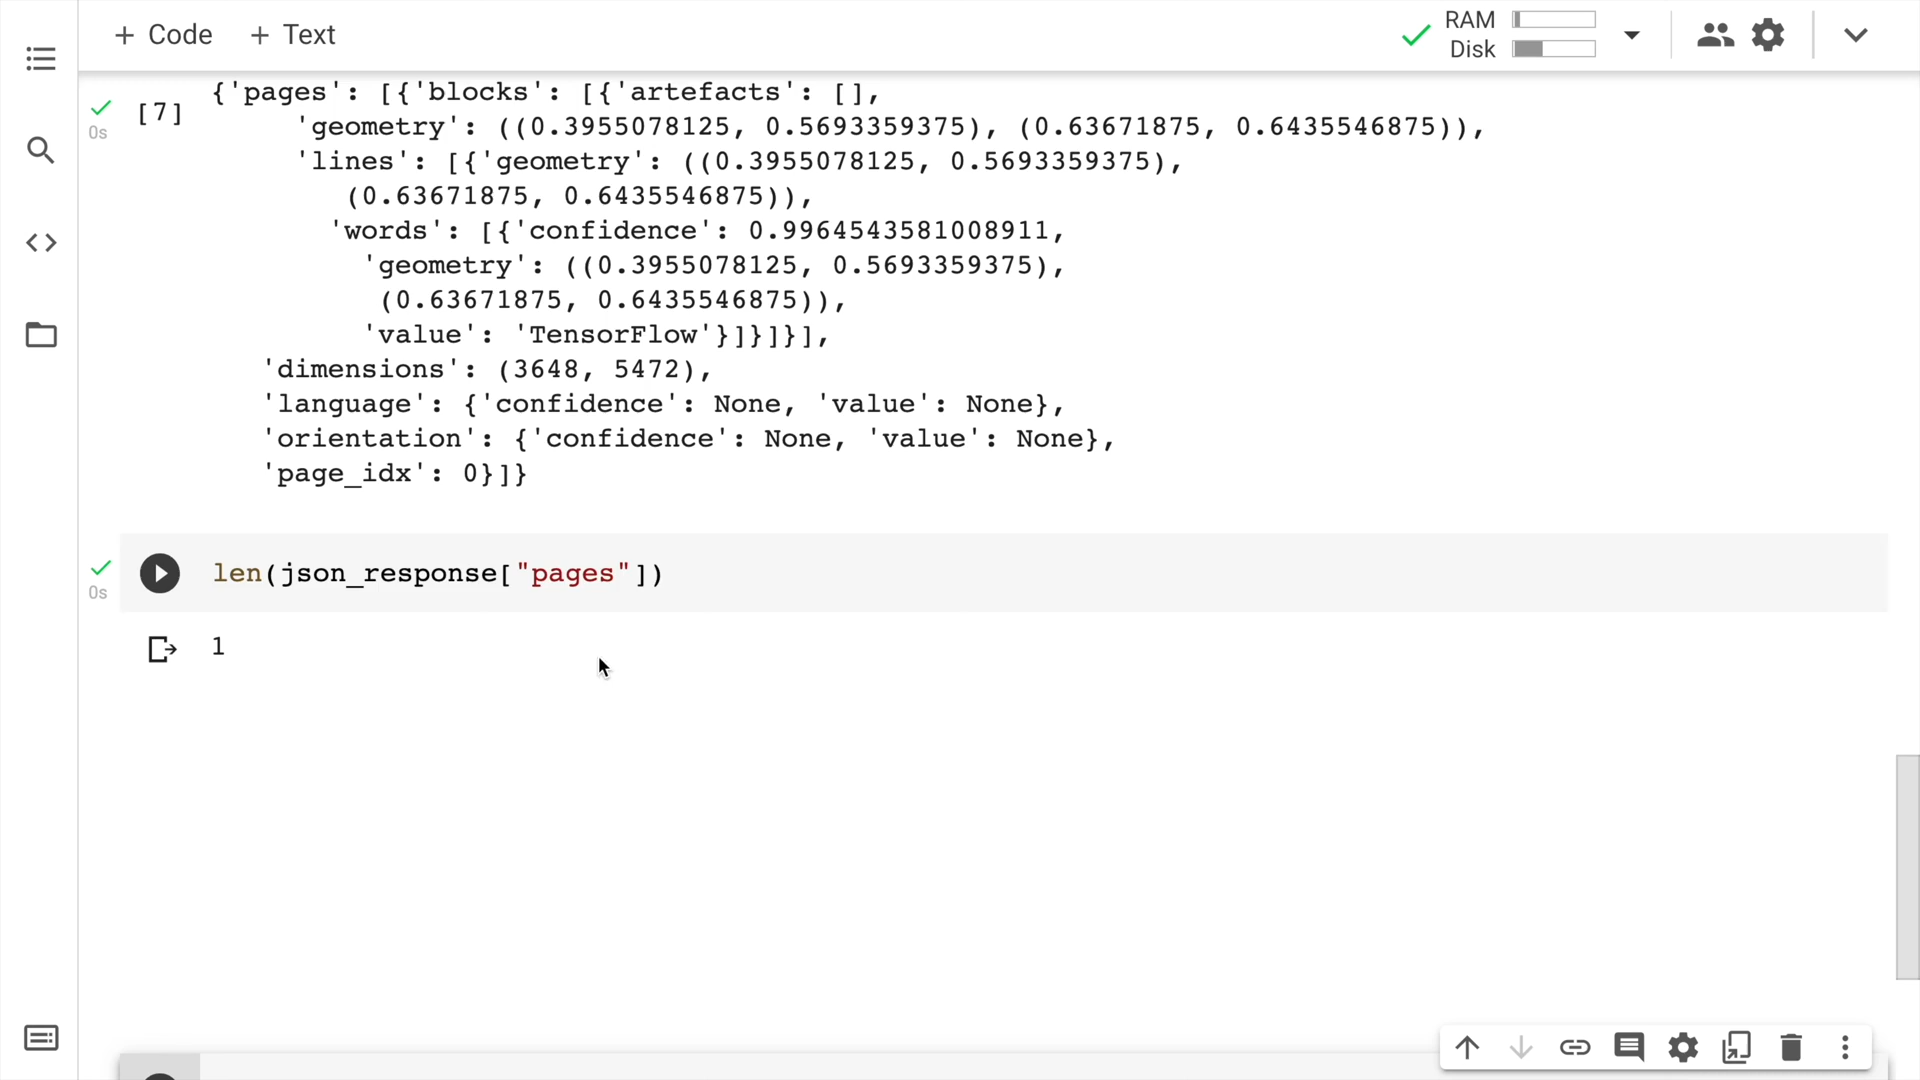 + Code + Text
RAM
Disk
{'pages': [{'blocks': [{'artefacts': [],
0s
[7]
'geometry': ((0.3955078125, 0.5693359375), (0.63671875, 0.6435546875)),
'lines': [{'geometry': ((0.3955078125, 0.5693359375),
(0.63671875, 0.6435546875)),
'words': [{'confidence': 0.9964543581008911,
'geometry': ((0.3955078125, 0.5693359375),
(0.63671875, 0.6435546875)),
'value': 'TensorFlow'}]}]}],
'dimensions': (3648, 5472),
'language': {'confidence': None, 'value': None},
'orientation': {'confidence': None, 'value': None},
'page_idx': 0}]}
0s
len(json_response["pages"])
1